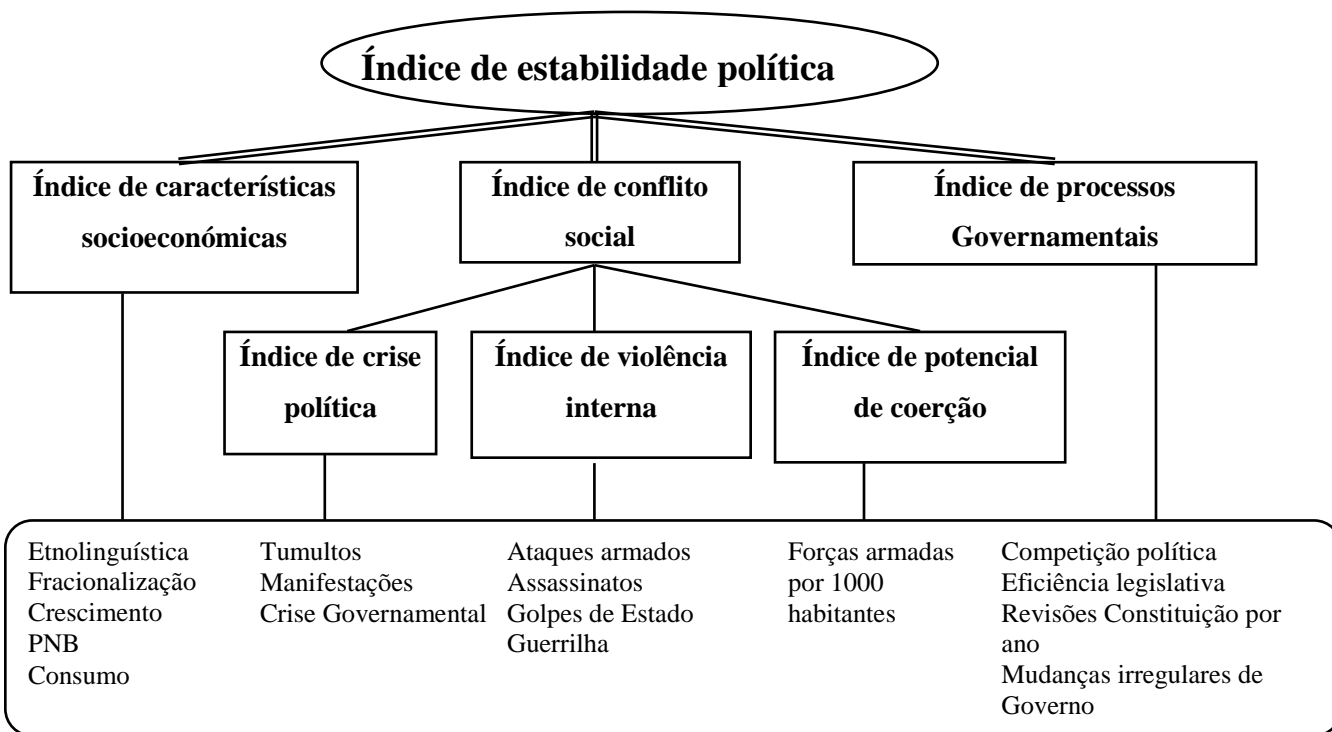 Índice de estabilidade política
Índice de características
socioeconómicas
Índice de conflito
social
Índice de processos
Governamentais
Índice de crise
política
Índice de violência
interna
Índice de potencial
de coerção
Etnolinguística
Fracionalização
Crescimento
PNB
Consumo
Tumultos
Manifestações
Crise Governamental
Ataques armados
Assassinatos
Golpes de Estado
Guerrilha
Forças armadas
por 1000
habitantes
Competição política
Eficiência legislativa
Revisões Constituição por
ano
Mudanças irregulares de
Governo